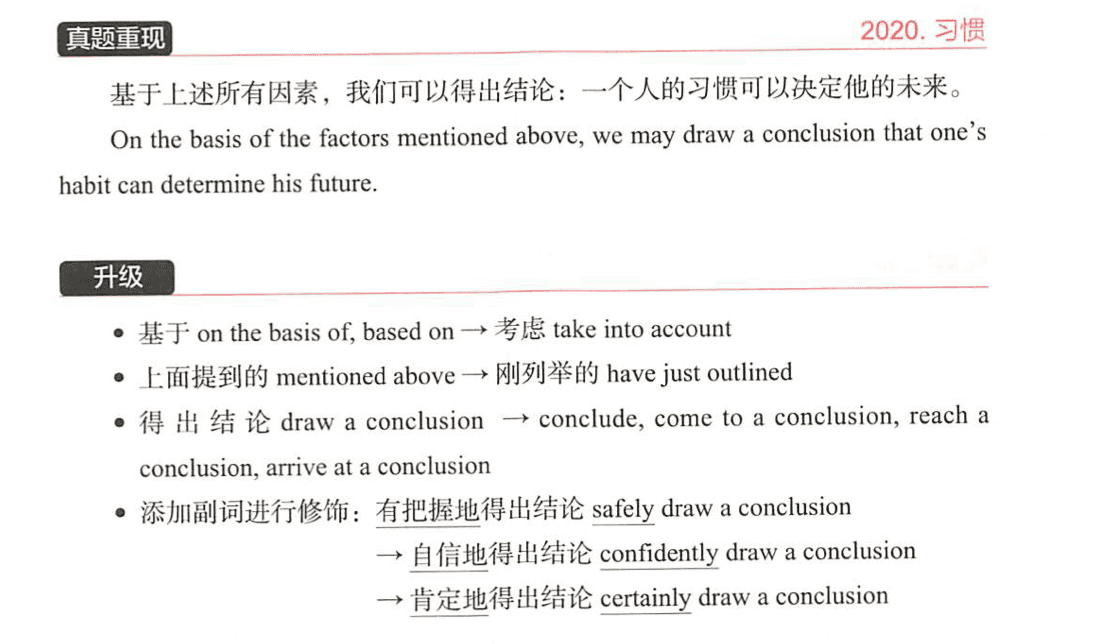 真题重现
2020. 习惯
基于上述所有因素，我们可以得出结论：一个人的习惯可以决定他的未来。
On the basis of the factors mentioned above, we may draw a conclusion that one’s
habit can determine his future.
升级
• 基于 on the basis of, based on → 考虑 take into account
• 上面提到的 mentioned above → 刚列举的 have just outlined
• 得出结论 draw a conclusion → conclude, come to a conclusion, reach a
conclusion, arrive at a conclusion
• 添加副词进行修饰：有把握地得出结论 safely draw a conclusion
→ 自信地得出结论 confidently draw a conclusion
→ 肯定地得出结论 certainly draw a conclusion